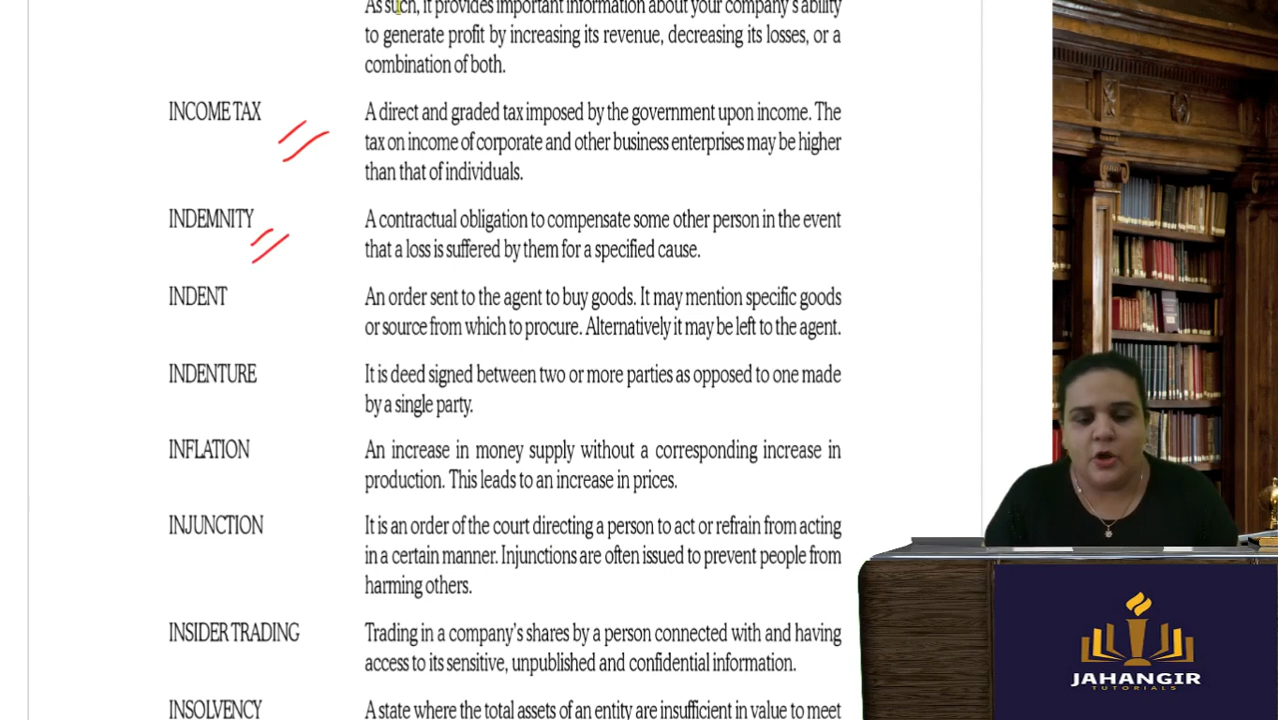 As such, it provides important information about your company's ability
to generate profit by increasing its revenue, decreasing its losses, or a
combination of both.
INCOME TAX
A direct and graded tax imposed by the government upon income. The
tax on income of corporate and other business enterprises may be higher
than that of individuals.
INDEMNITY
A contractual obligation to compensate some other person in the event
that a loss is suffered by them for a specified cause.
INDENT
An order sent to the agent to buy goods. It may mention specific goods
or source from which to procure. Alternatively it may be left to the agent.
INDENTURE
It is deed signed between two or more parties as opposed to one made
by a single party.
INFLATION
An increase in money supply without a corresponding increase in
production. This leads to an increase in prices.
INJUNCTION
It is an order of the court directing a person to act or refrain from acting
in a certain manner. Injunctions are often issued to prevent people from
harming others.
INSIDER TRADING
Trading in a company's shares by a person connected with and having
access to its sensitive, unpublished and confidential information.
INSOLVENCY
A state where the total assets of an entity are insufficient in value to meet
JAHANGIR
TUTORIALS